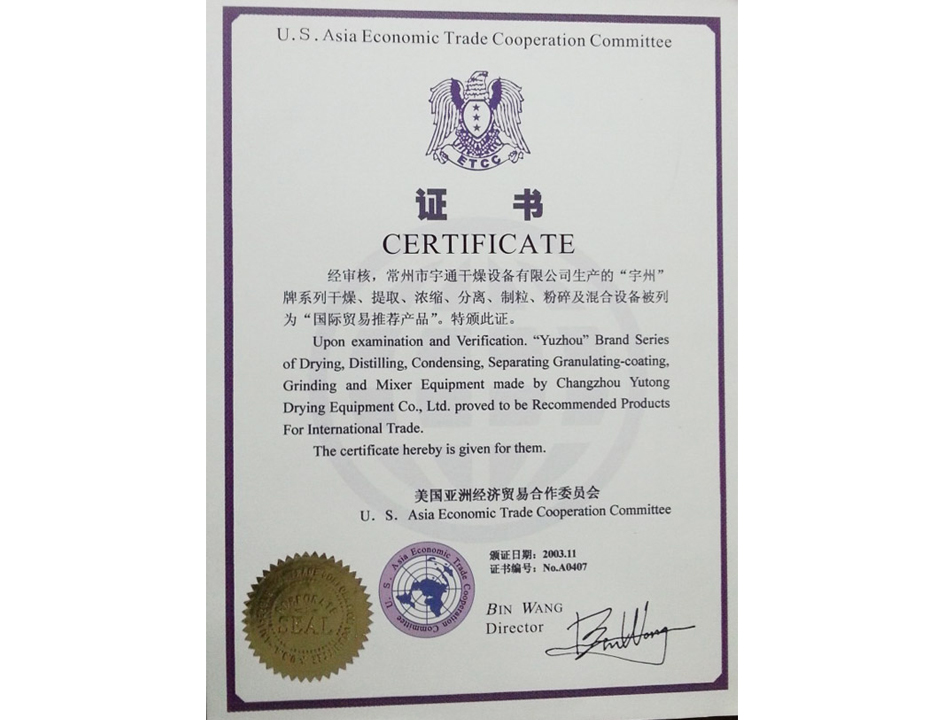 U.S. Asia Economic Trade Cooperation Committee
ETCC
证 书
CERTIFICATE
经审核，常州市宇通干燥设备有限公司生产的“宇州”
牌系列干燥、提取、浓缩、分离、制粒、粉碎及混合设备被列
为“国际贸易推荐产品”。特颁此证。
Upon examination and Verification. “Yuzhou” Brand Series
of Drying, Distilling, Condensing, Separating Granulating-coating,
Grinding and Mixer Equipment made by Changzhou Yutong
Drying Equipment Co., Ltd. proved to be Recommended Products
For International Trade.
The certificate hereby is given for them.
美国亚洲经济贸易合作委员会
U. S. Asia Economic Trade Cooperation Committee
颁证日期：2003.11
证书编号：No.A0407
U. S. Asia Economic Trade Cooperation Committee
CORPORATE
SEAL
BIN WANG
Director
Bin Wang